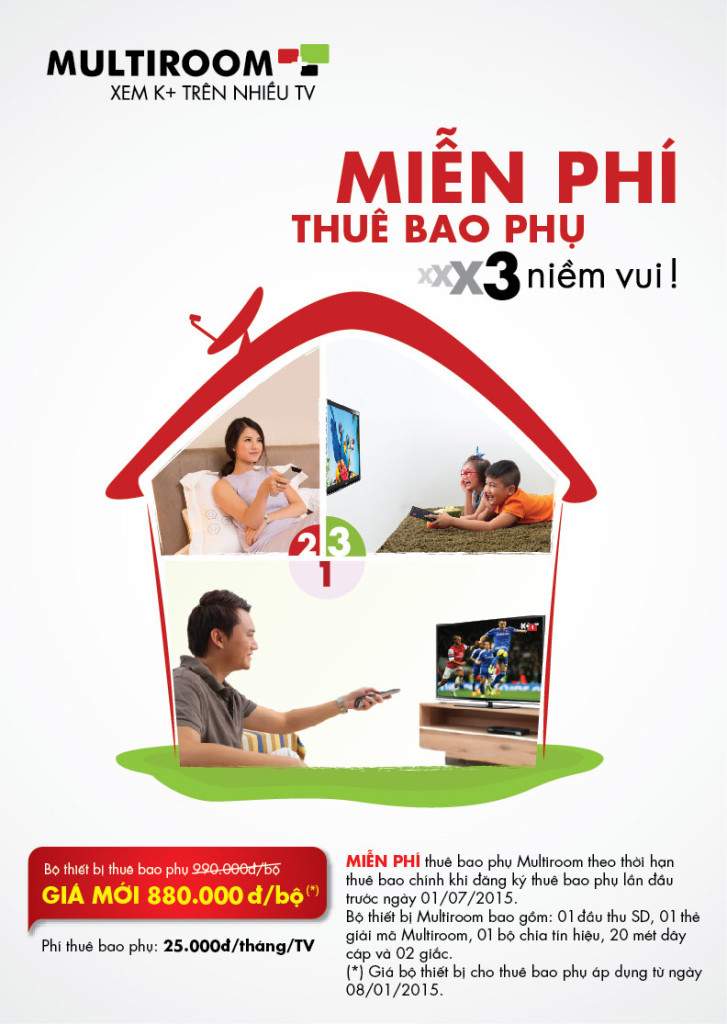 MULTIROOM
XEM K+ TRÊN NHIỀU TV
MIỄN PHÍ
THUÊ BAO PHỤ
xxx3 niềm vui!
2 3
1
K+1
Bộ thiết bị thuê bao phụ 990.000đ/bộ
GIÁ MỚI 880.000 đ/bộ (*)
Phí thuê bao phụ: 25.000đ/tháng/TV
MIỄN PHÍ thuê bao phụ Multiroom theo thời hạn
thuê bao chính khi đăng ký thuê bao phụ lần đầu
trước ngày 01/07/2015.
Bộ thiết bị Multiroom bao gồm: 01 đầu thu SD, 01 thẻ
giải mã Multiroom, 01 bộ chia tín hiệu, 20 mét dây
cáp và 02 giắc.
(*) Giá bộ thiết bị cho thuê bao phụ áp dụng từ ngày
08/01/2015.